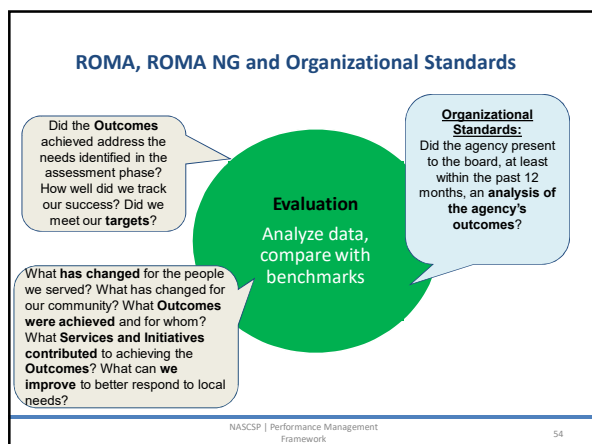 ROMA, ROMA NG and Organizational Standards
Did the Outcomes
achieved address the
needs identified in the
assessment phase?
How well did we track
our success? Did we
meet our targets?
Organizational
Standards:
Did the agency present
to the board, at least
within the past 12
months, an analysis of
the agency's
outcomes?
Evaluation
Analyze data,
compare with
benchmarks
What has changed for the people
we served? What has changed for
our community? What Outcomes
were achieved and for whom?
What Services and Initiatives
contributed to achieving the
Outcomes? What can we
improve to better respond to local
needs?
NASCSP | Performance Management
Framework
54